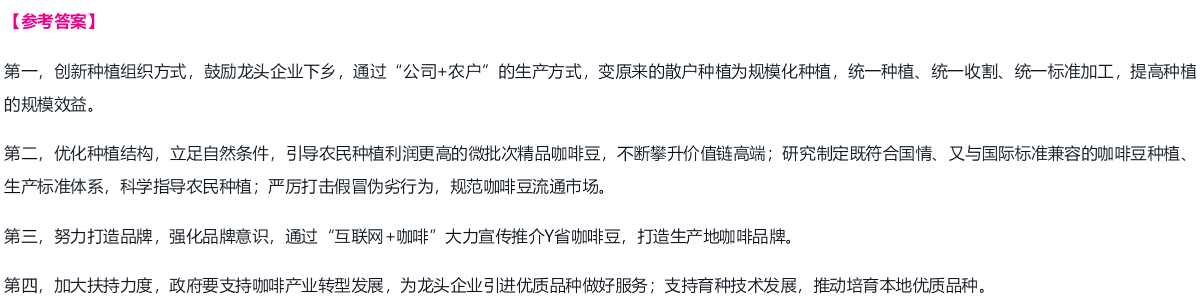 【参考答案】
第一，创新种植组织方式，鼓励龙头企业下乡，通过“公司+农户”的生产方式，变原来的散户种植为规模化种植，统一种植、统一收割、统一标准加工，提高种植
的规模效益。
第二，优化种植结构，立足自然条件，引导农民种植利润更高的微批次精品咖啡豆，不断攀升价值链高端；研究制定既符合国情、又与国际标准兼容的咖啡豆种植、
生产标准体系，科学指导农民种植；严厉打击假冒伪劣行为，规范咖啡豆流通市场。
第三，努力打造品牌，强化品牌意识，通过“互联网+咖啡”大力宣传推介Y省咖啡豆，打造生产地咖啡品牌。
第四，加大扶持力度，政府要支持咖啡产业转型发展，为龙头企业引进优质品种做好服务；支持育种技术发展，推动培育本地优质品种。